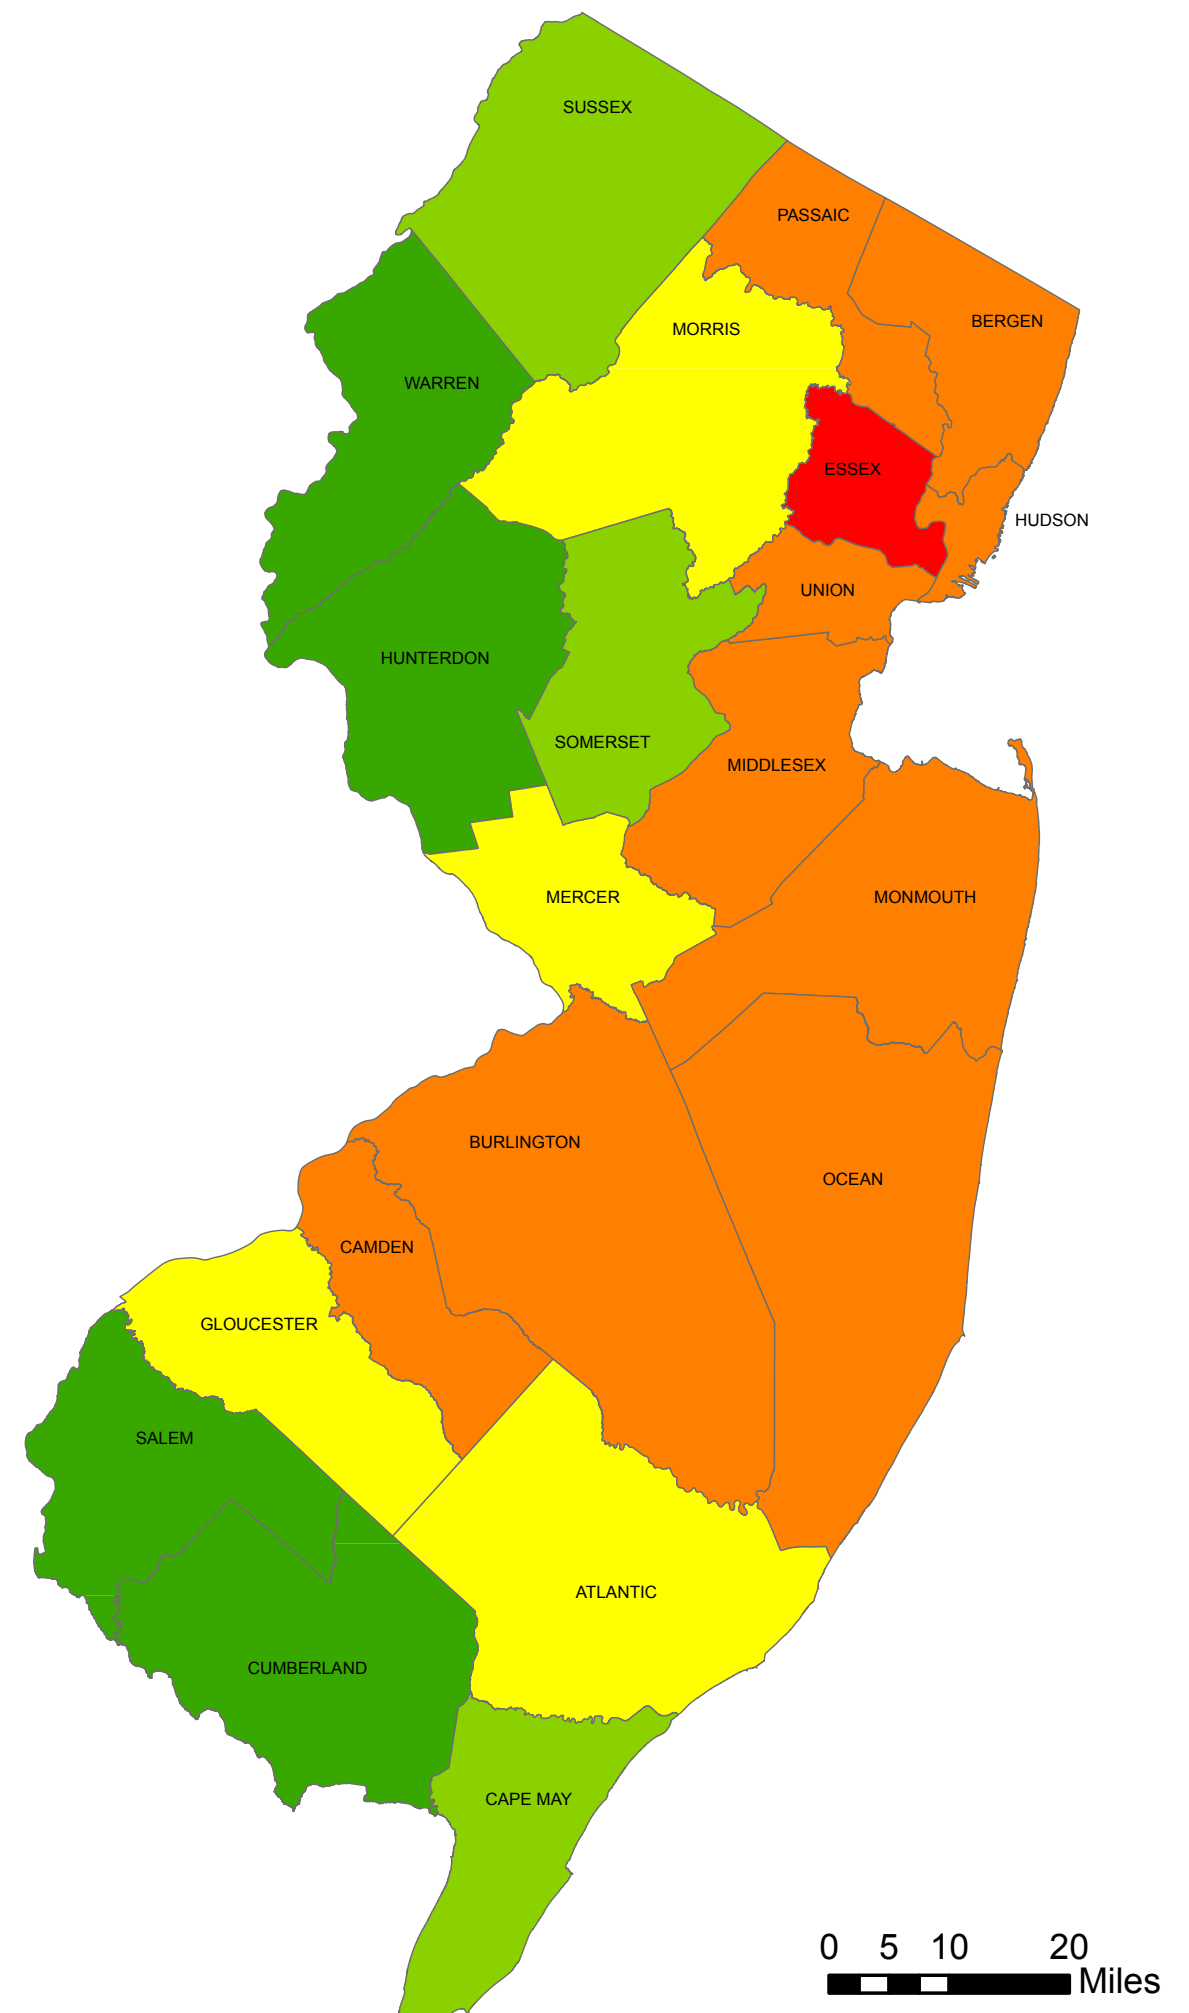 SUSSEX
PASSAIC
BERGEN
MORRIS
WARREN
ESSEX
HUDSON
UNION
HUNTERDON
SOMERSET
MIDDLESEX
MERCER
MONMOUTH
BURLINGTON
OCEAN
CAMDEN
GLOUCESTER
SALEM
ATLANTIC
CUMBERLAND
CAPE MAY
0 5 10 20
Miles